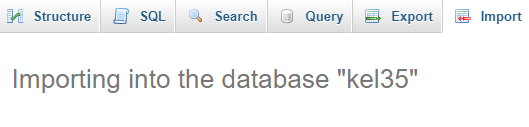 Structure SQL Search Query Export Import
Importing into the database "kel35"